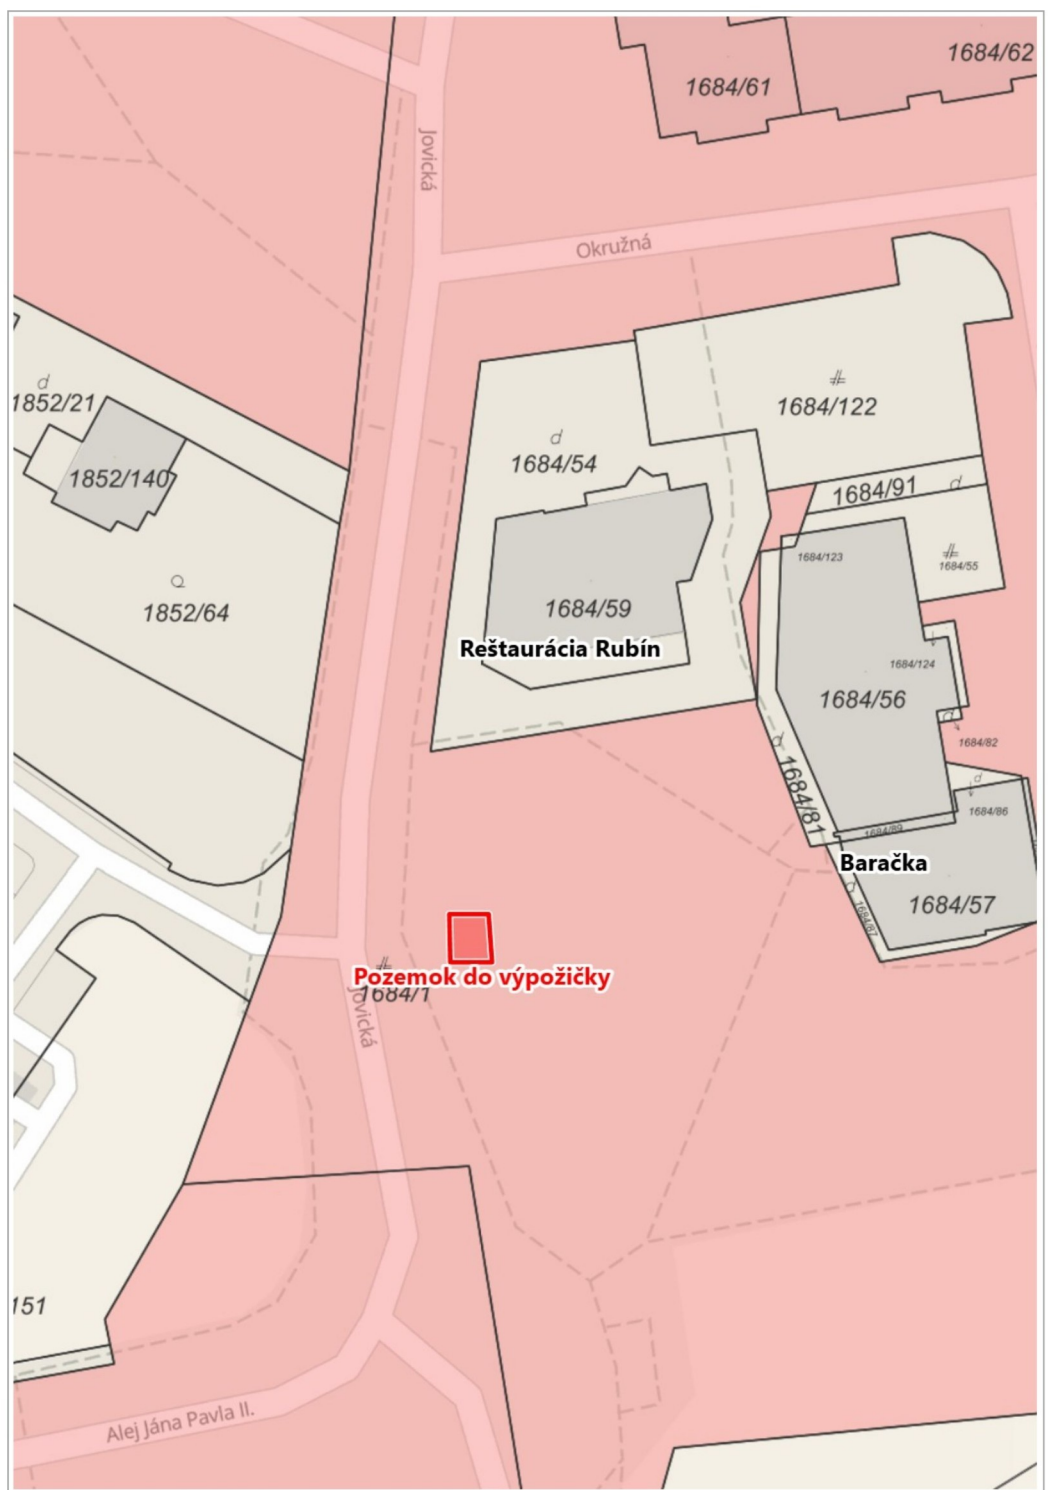 1684/62
1684/61
Jovická
Okružná
d
1852/21
1684/122
d
1684/54
1852/140
1684/91
d
1684/123
1684/55
1852/64
1684/59
Reštaurácia Rubín
1684/124
1684/56
d
1684/82
d
1684/81
d
1684/86
1684/89
Baračka
1684/57
1684/87
Pozemok do výpožičky
1684/1
Jovická
151
Alej Jána Pavla II.